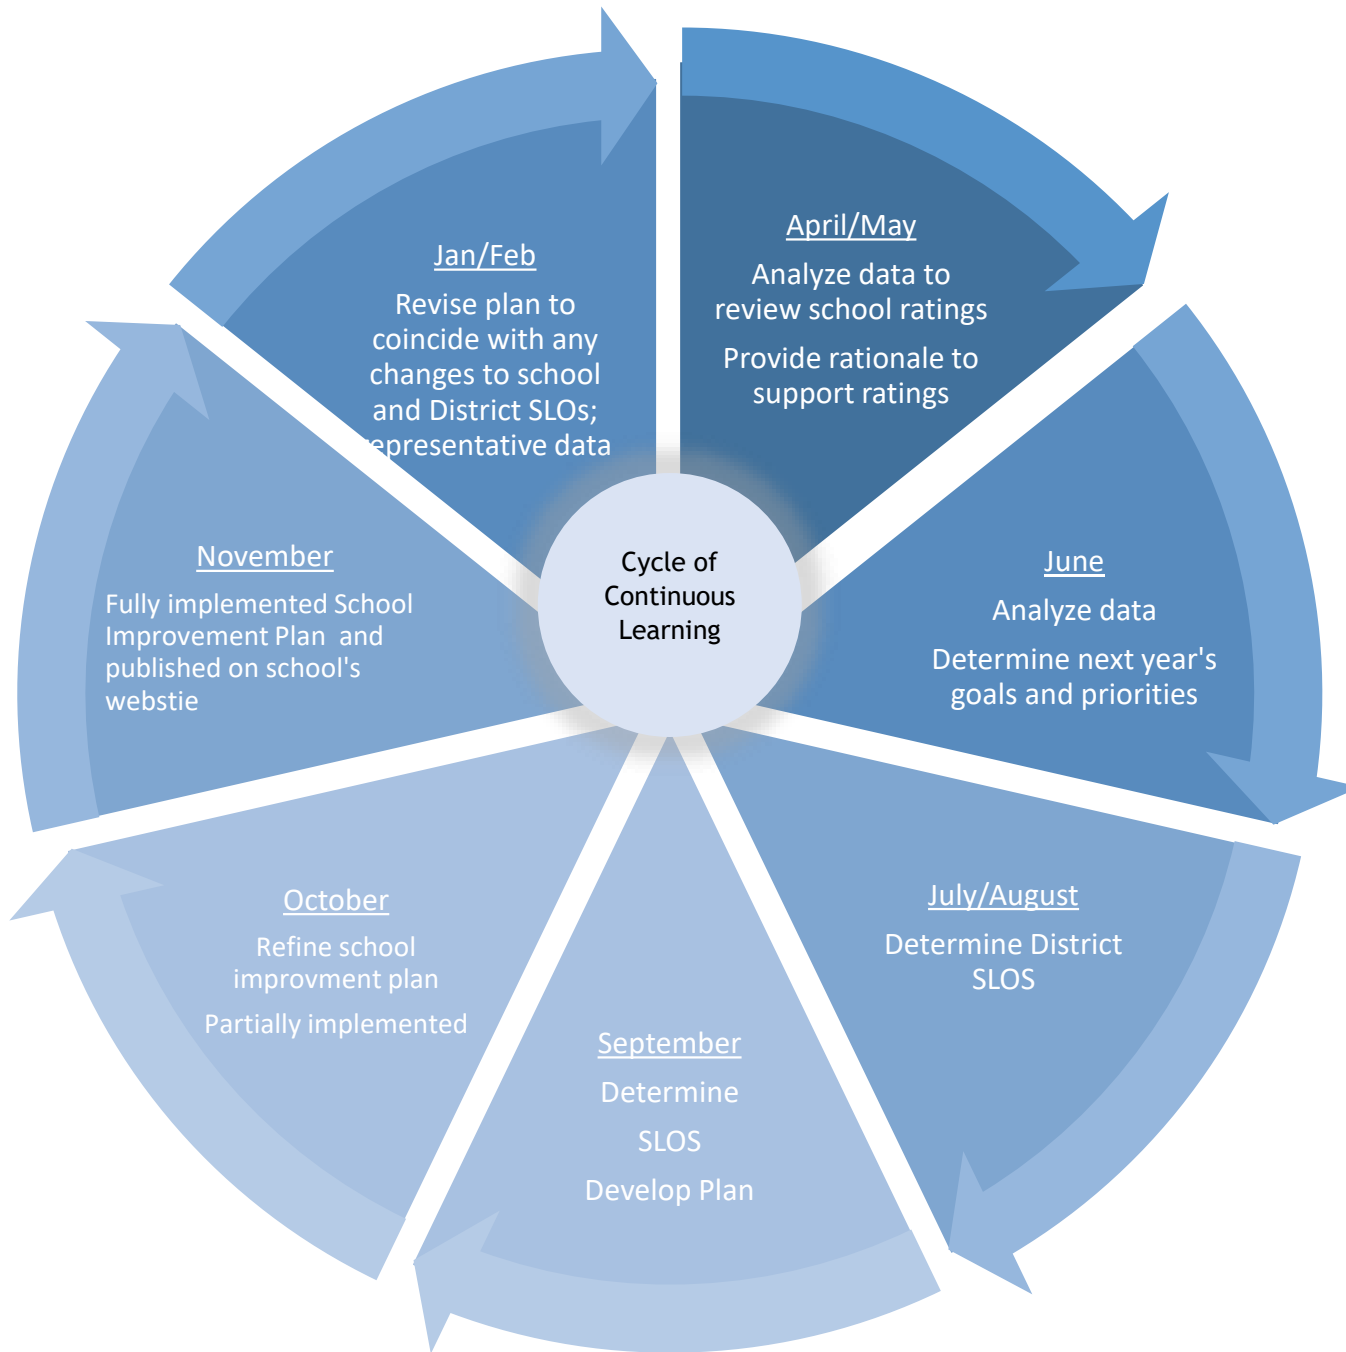 Cycle of
Continuous
Learning
April/May
Analyze data to
review school ratings
Provide rationale to
support ratings
June
Analyze data
Determine next year's
goals and priorities
July/August
Determine District
SLOS
September
Determine
SLOS
Develop Plan
October
Refine school
improvment plan
Partially implemented
November
Fully implemented School
Improvement Plan and
published on school's
webstie
Jan/Feb
Revise plan to
coincide with any
changes to school
and District SLOs;
representative data